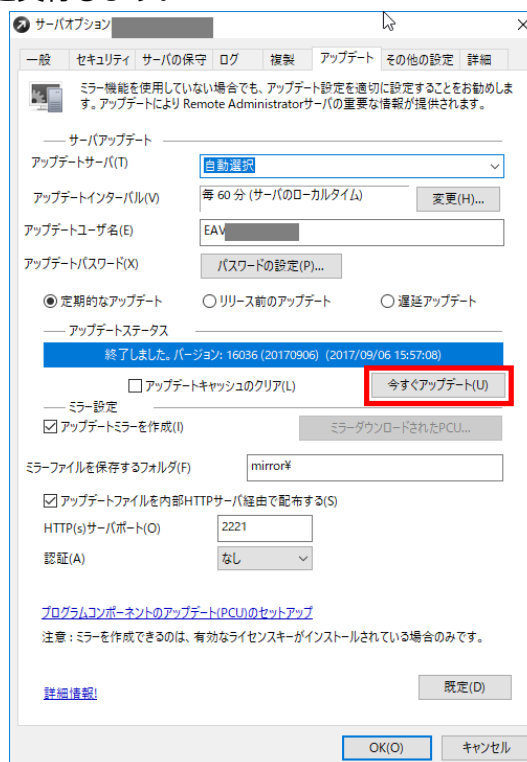 サーバオプション
一般 セキュリティ サーバの保守 ログ 複製 アップデート その他の設定 詳細
ミラー機能を使用していない場合でも、アップデート設定を適切に設定することをお勧めしま
す。アップデートにより Remote Administratorサーバの重要な情報が提供されます。
サーバアップデート
アップデートサーバ(T) 自動選択
アップデートインターバル(V) 毎 60 分 (サーバのローカルタイム) 変更(H)...
アップデートユーザ名(E) EAV
アップデートパスワード(X) パスワードの設定(P)...
定期的なアップデート リリース前のアップデート 遅延アップデート
アップデートステータス
終了しました。バージョン: 16036 (20170906) (2017/09/06 15:57:08)
アップデートキャッシュのクリア(L) 今すぐアップデート(U)
ミラー設定
アップデートミラーを作成(I) ミラーダウンロードされたPCU...
ミラーファイルを保存するフォルダ(F) mirror¥
アップデートファイルを内部HTTPサーバ経由で配布する(S)
HTTP(s)サーバポート(O) 2221
認証(A) なし
プログラムコンポーネントのアップデート(PCU)のセットアップ
注意 : ミラーを作成できるのは、有効なライセンスキーがインストールされている場合のみです。
詳細情報! 既定(D)
OK(O) キャンセル